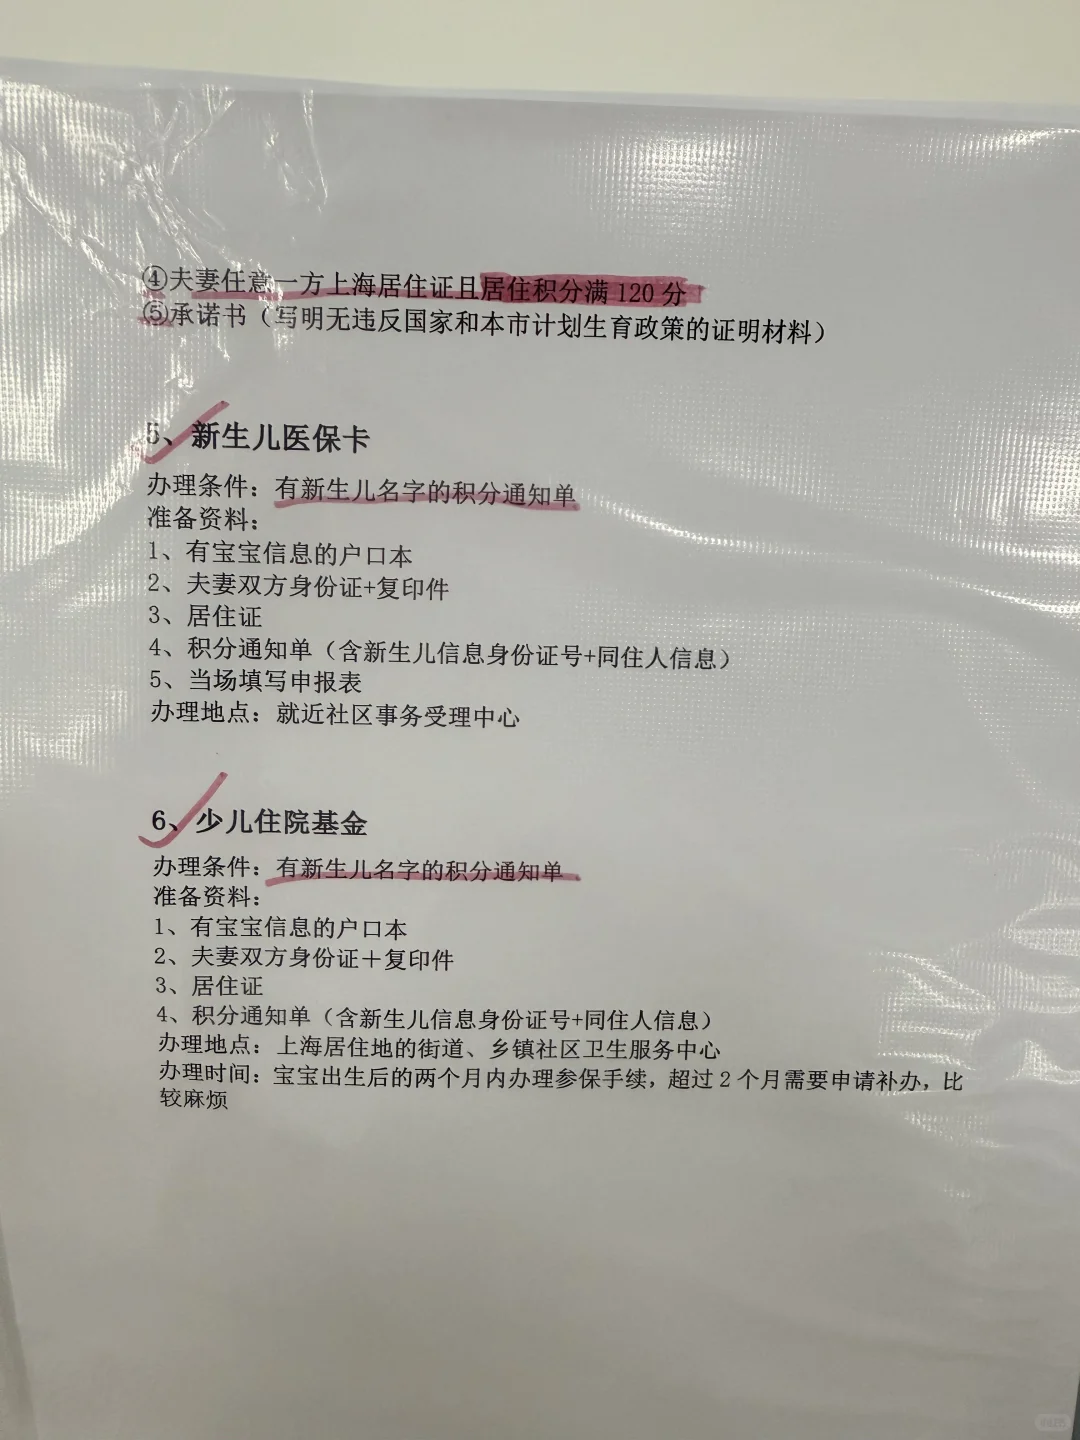 ④夫妻任意一方上海居住证且居住积分满 120 分
⑤承诺书（写明无违反国家和本市计划生育政策的证明材料）
5、新生儿医保卡
办理条件：有新生儿名字的积分通知单
准备资料：
1、有宝宝信息的户口本
2、夫妻双方身份证+复印件
3、居住证
4、积分通知单（含新生儿信息身份证号+同住人信息）
5、当场填写申报表
办理地点：就近社区事务受理中心
6、少儿住院基金
办理条件：有新生儿名字的积分通知单
准备资料：
1、有宝宝信息的户口本
2、夫妻双方身份证＋复印件
3、居住证
4、积分通知单（含新生儿信息身份证号+同住人信息）
办理地点：上海居住地的街道、乡镇社区卫生服务中心
办理时间：宝宝出生后的两个月内办理参保手续，超过 2 个月需要申请补办，比
较麻烦